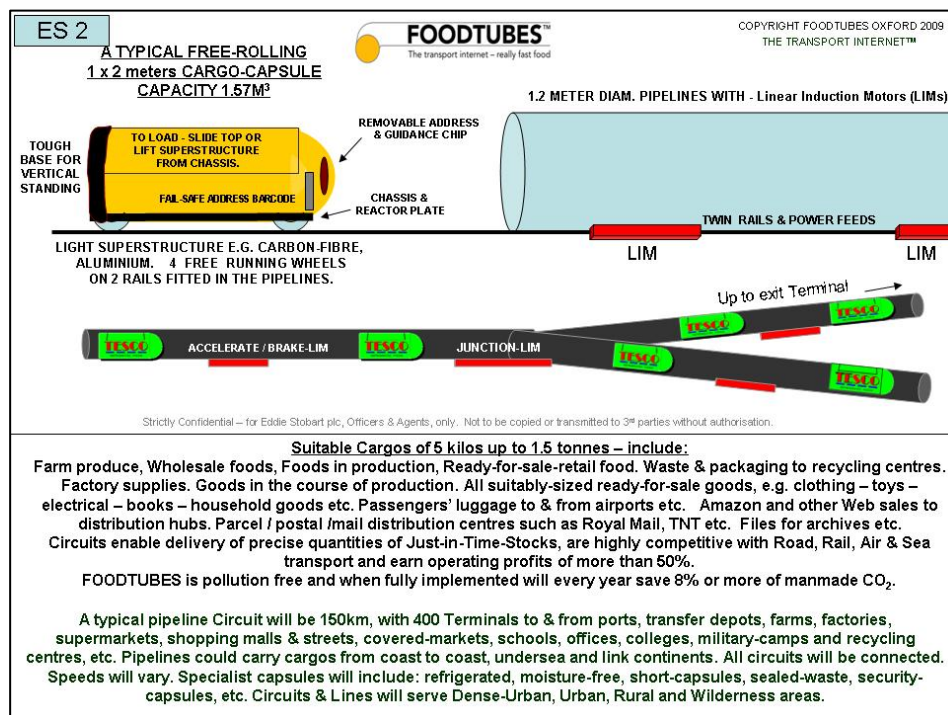 ES 2
A TYPICAL FREE-ROLLING
1 x 2 meters CARGO-CAPSULE
CAPACITY 1.57M³
FOODTUBES™
The transport internet – really fast food
COPYRIGHT FOODTUBES OXFORD 2009
THE TRANSPORT INTERNET™
1.2 METER DIAM. PIPELINES WITH - Linear Induction Motors (LIMs)
TOUGH
BASE FOR
VERTICAL
STANDING
TO LOAD - SLIDE TOP OR
LIFT SUPERSTRUCTURE
FROM CHASSIS.
FAIL-SAFE ADDRESS BARCODE
REMOVABLE ADDRESS
& GUIDANCE CHIP
CHASSIS &
REACTOR PLATE
TWIN RAILS & POWER FEEDS
LIM
LIM
LIGHT SUPERSTRUCTURE E.G. CARBON-FIBRE,
ALUMINIUM. 4 FREE RUNNING WHEELS
ON 2 RAILS FITTED IN THE PIPELINES.
Up to exit Terminal
TESCO
ACCELERATE / BRAKE-LIM
TESCO
JUNCTION-LIM
TESCO
TESCO
TESCO
TESCO
Strictly Confidential – for Eddie Stobart plc, Officers & Agents, only. Not to be copied or transmitted to 3rd parties without authorisation.
Suitable Cargos of 5 kilos up to 1.5 tonnes – include:
Farm produce, Wholesale foods, Foods in production, Ready-for-sale-retail food. Waste & packaging to recycling centres.
Factory supplies. Goods in the course of production. All suitably-sized ready-for-sale goods, e.g. clothing – toys –
electrical – books – household goods etc. Passengers' luggage to & from airports etc. Amazon and other Web sales to
distribution hubs. Parcel / postal /mail distribution centres such as Royal Mail, TNT etc. Files for archives etc.
Circuits enable delivery of precise quantities of Just-in-Time-Stocks, are highly competitive with Road, Rail, Air & Sea
transport and earn operating profits of more than 50%.
FOODTUBES is pollution free and when fully implemented will every year save 8% or more of manmade CO₂.
A typical pipeline Circuit will be 150km, with 400 Terminals to & from ports, transfer depots, farms, factories,
supermarkets, shopping malls & streets, covered-markets, schools, offices, colleges, military-camps and recycling
centres, etc. Pipelines could carry cargos from coast to coast, undersea and link continents. All circuits will be connected.
Speeds will vary. Specialist capsules will include: refrigerated, moisture-free, short-capsules, sealed-waste, security-
capsules, etc. Circuits & Lines will serve Dense-Urban, Urban, Rural and Wilderness areas.